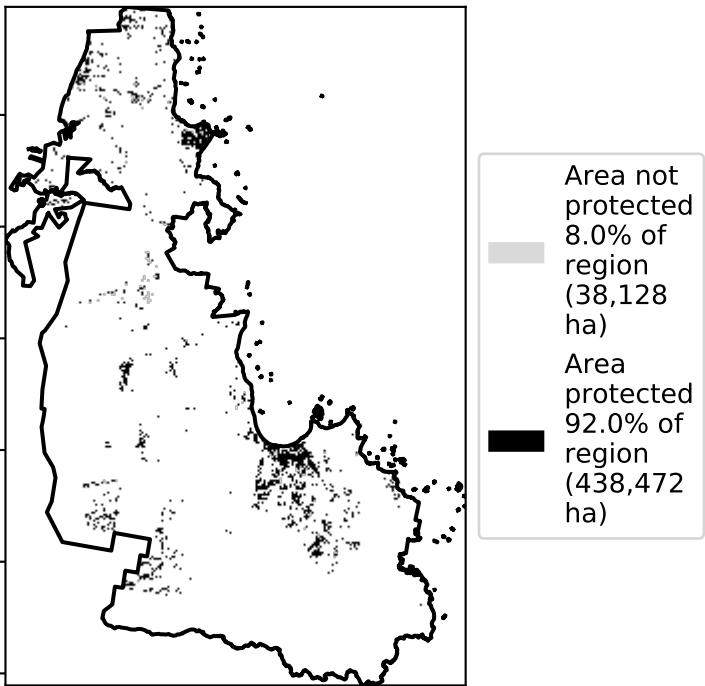 Area not
protected
8.0% of
region
(38,128
ha)
Area
protected
92.0% of
region
(438,472
ha)